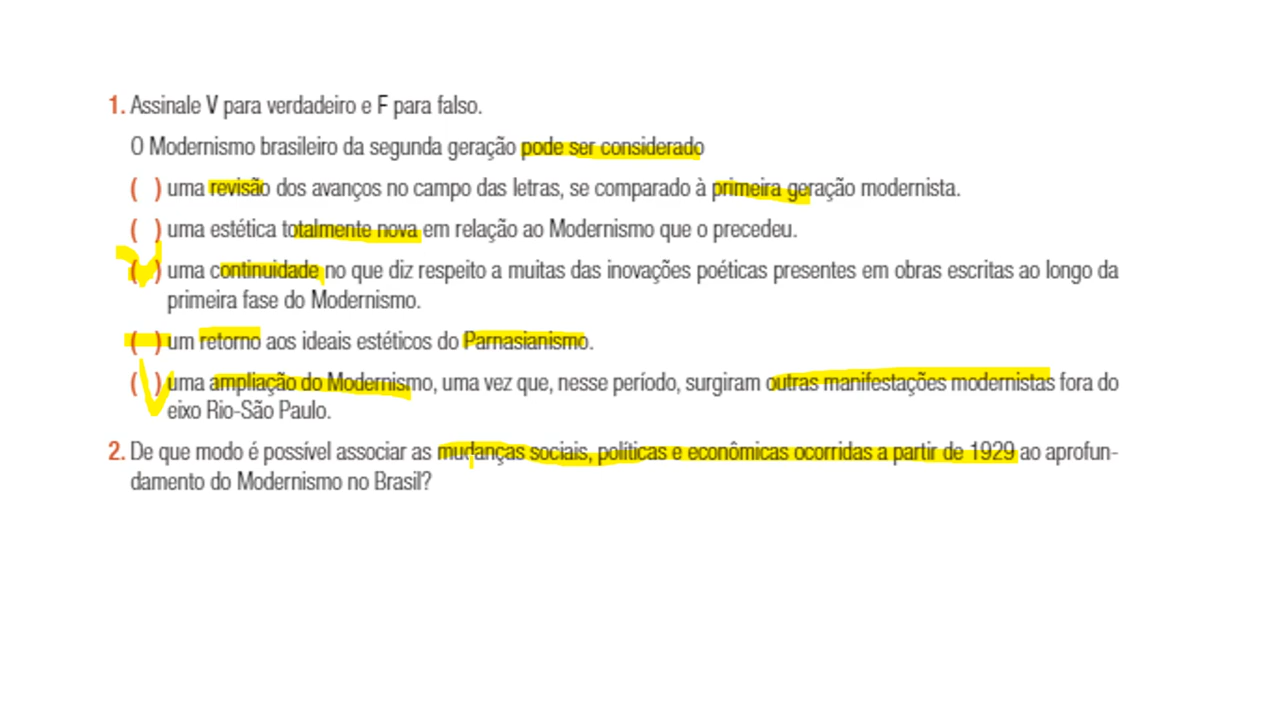 1. Assinale V para verdadeiro e F para falso.
O Modernismo brasileiro da segunda geração pode ser considerado
( ) uma revisão dos avanços no campo das letras, se comparado à primeira geração modernista.
( ) uma estética totalmente nova em relação ao Modernismo que o precedeu.
( ) uma continuidade no que diz respeito a muitas das inovações poéticas presentes em obras escritas ao longo da
primeira fase do Modernismo.
( ) um retorno aos ideais estéticos do Parnasianismo.
( ) uma ampliação do Modernismo, uma vez que, nesse período, surgiram outras manifestações modernistas fora do
eixo Rio-São Paulo.
2. De que modo é possível associar as mudanças sociais, políticas e econômicas ocorridas a partir de 1929 ao aprofun-
damento do Modernismo no Brasil?